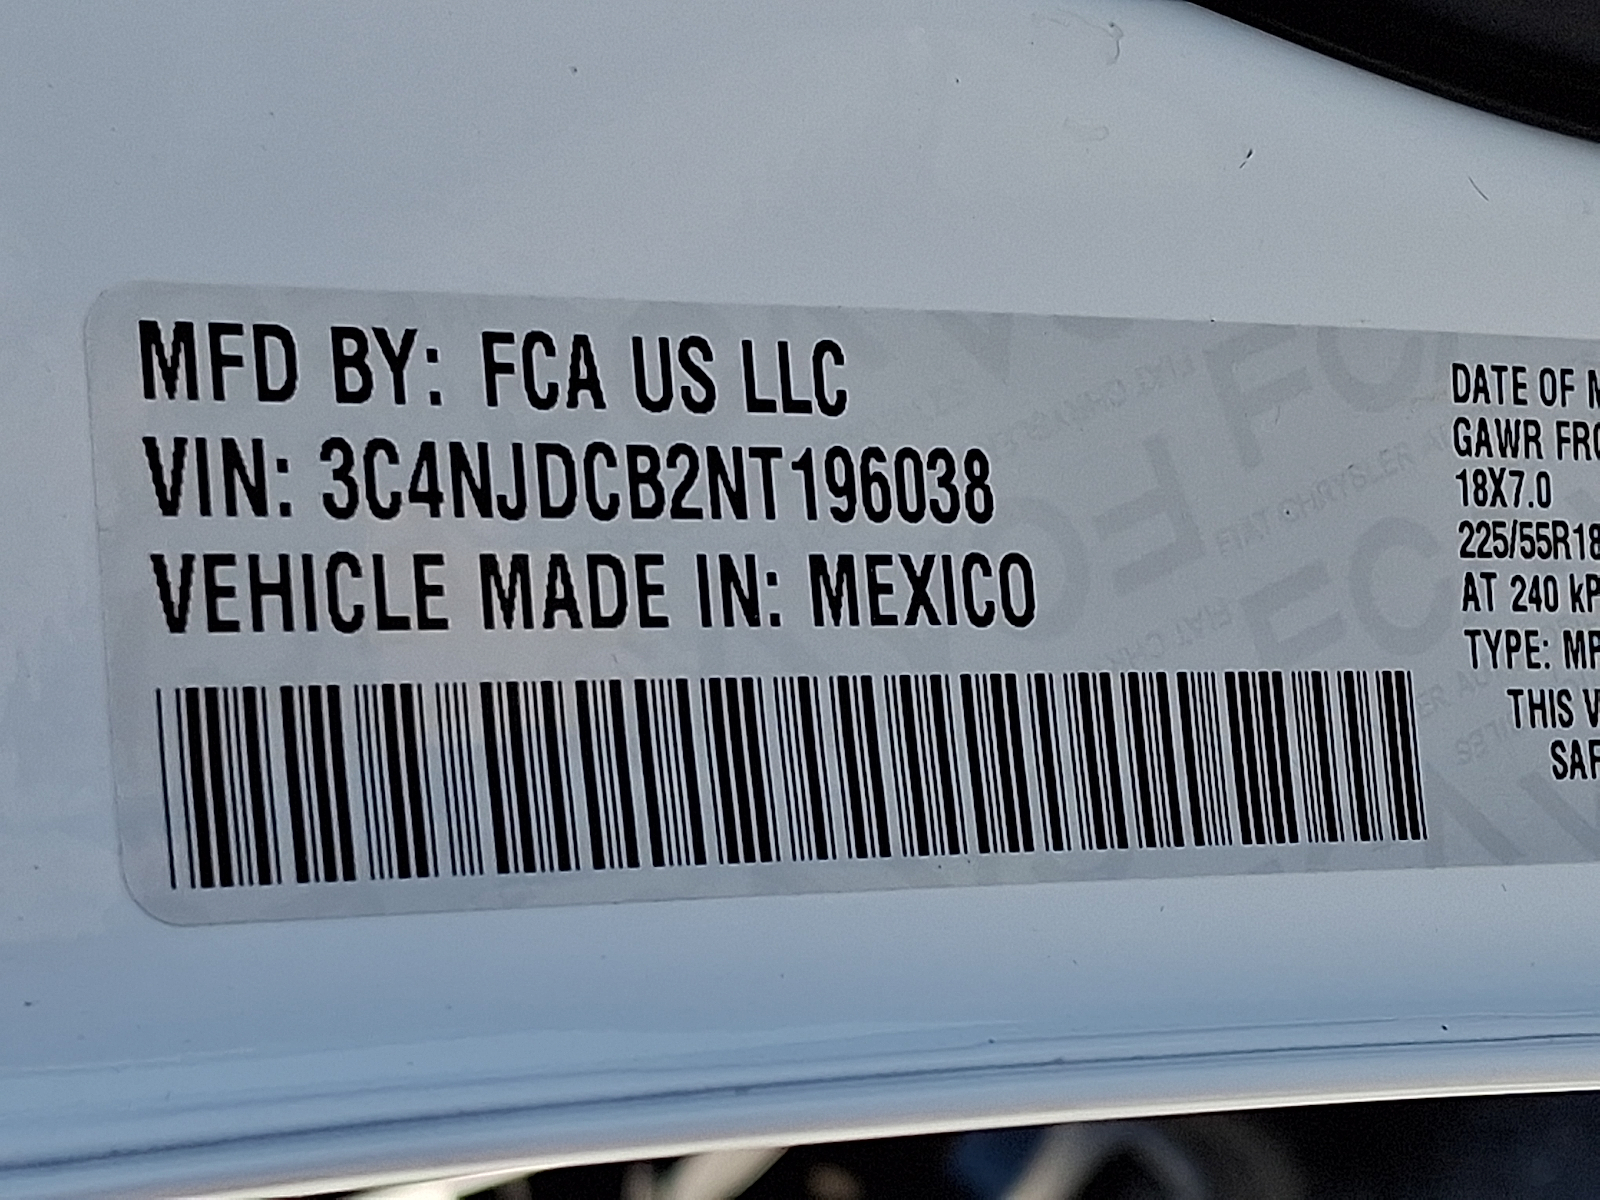 MFD BY: FCA US LLC
VIN: 3C4NJDCB2NT196038
VEHICLE MADE IN: MEXICO
DATE OF
GAWR
18X7.0
225/55R18
AT 240
TYPE:
THIS